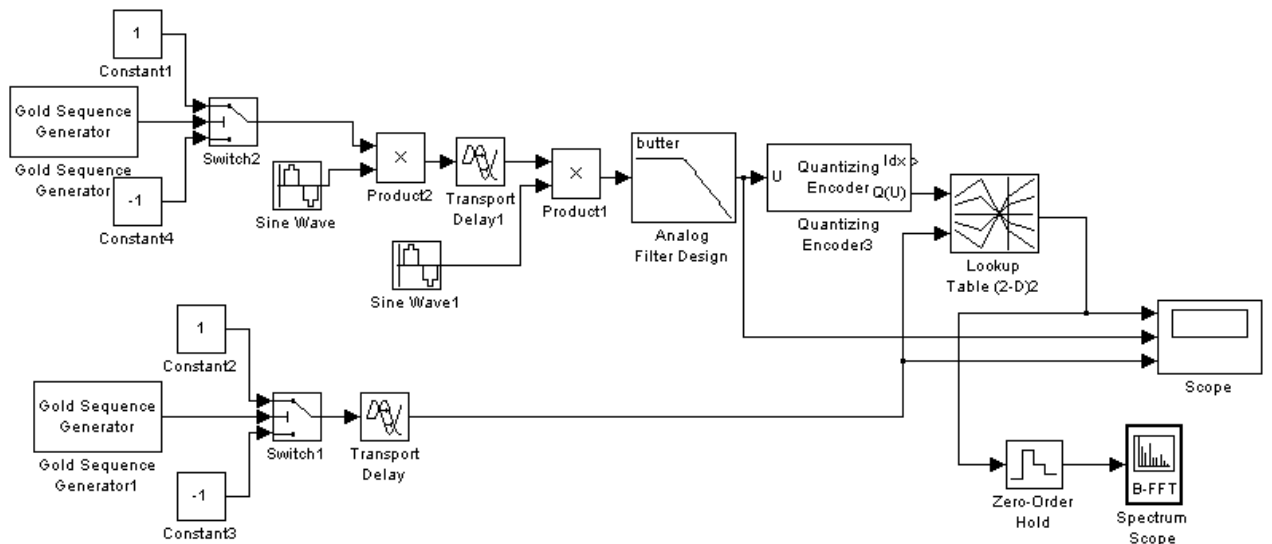 1
Constant1
Gold Sequence
Generator
Gold Sequence
Generator
Switch2
-1
Constant4
Sine Wave
×
Product2
Transport
Delay1
Sine Wave1
×
Product1
butter
Analog
Filter Design
U
Quantizing
Encoder
Idx
Q(U)
Quantizing
Encoder3
Lookup
Table (2-D)2
Scope
1
Constant2
Gold Sequence
Generator
Gold Sequence
Generator1
Switch1
-1
Constant3
Transport
Delay
Zero-Order
Hold
B-FFT
Spectrum
Scope